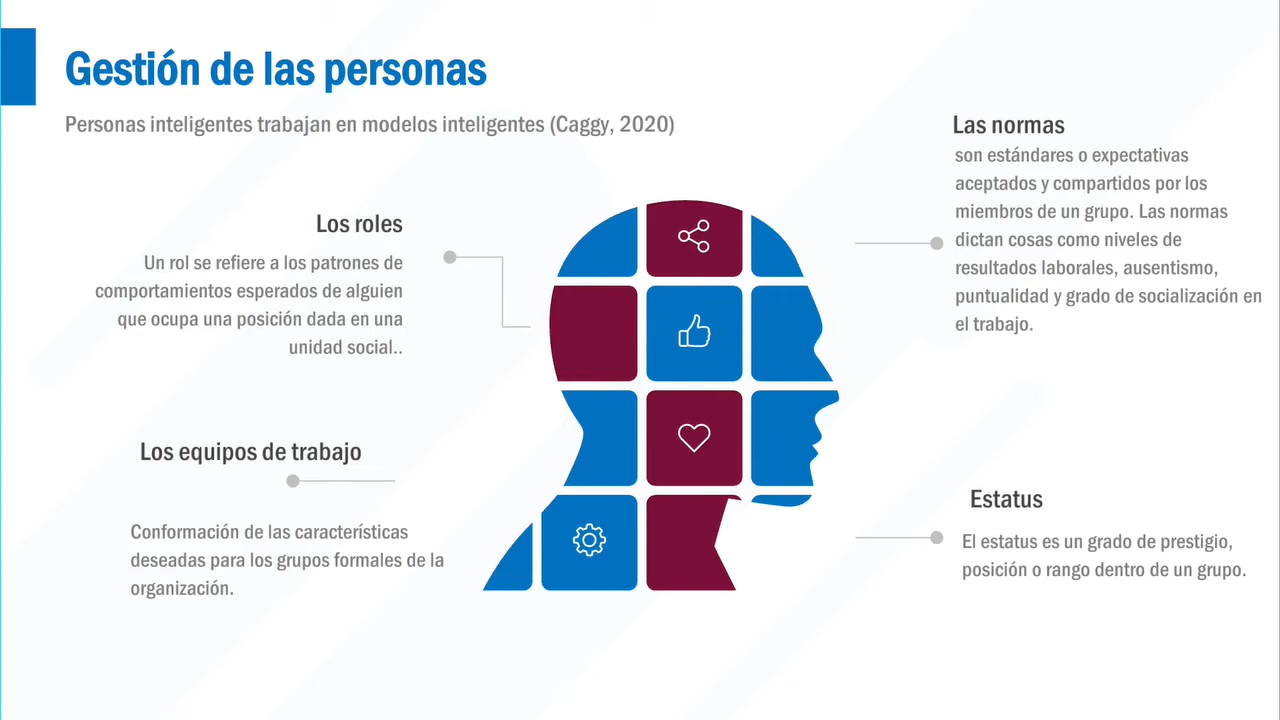 Gestión de las personas
Personas inteligentes trabajan en modelos inteligentes (Caggy, 2020)
Los roles
Un rol se refiere a los patrones de
comportamientos esperados de alguien
que ocupa una posición dada en una
unidad social..
Los equipos de trabajo
Conformación de las características
deseadas para los grupos formales de la
organización.
Las normas
son estándares o expectativas
aceptados y compartidos por los
miembros de un grupo. Las normas
dictan cosas como niveles de
resultados laborales, ausentismo,
puntualidad y grado de socialización en
el trabajo.
Estatus
El estatus es un grado de prestigio,
posición o rango dentro de un grupo.